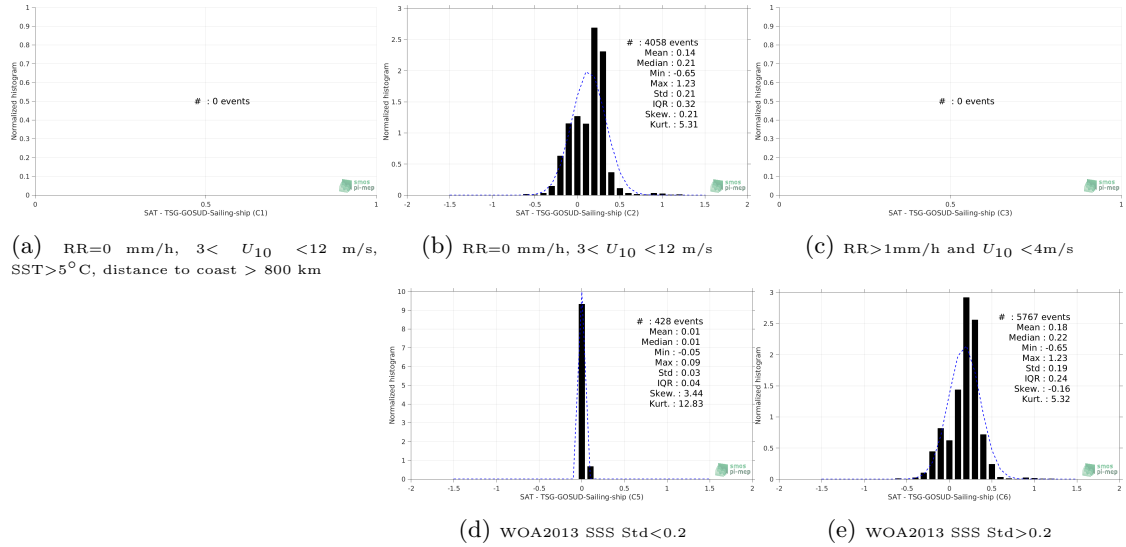 1
0.9
0.8
0.7
0.6
0.5
0.4
0.3
0.2
0.1
0
Normalized histogram
# : 0 events
smos
pi-mep
0 0.5 1
SAT - TSG-GOSUD-Sailing-ship (C1)
(a) RR=0 mm/h, 3< U10 <12 m/s,
SST>5°C, distance to coast > 800 km
3
2.5
2
1.5
1
0.5
0
Normalized histogram
# : 4058 events
Mean : 0.14
Median : 0.21
Min : -0.65
Max : 1.23
Std : 0.21
IQR : 0.32
Skew. : 0.21
Kurt. : 5.31
smos
pi-mep
-2 -1.5 -1 -0.5 0 0.5 1 1.5 2
SAT - TSG-GOSUD-Sailing-ship (C2)
(b) RR=0 mm/h, 3< U10 <12 m/s
1
0.9
0.8
0.7
0.6
0.5
0.4
0.3
0.2
0.1
0
Normalized histogram
# : 0 events
smos
pi-mep
0 0.5 1
SAT - TSG-GOSUD-Sailing-ship (C3)
(c) RR>1mm/h and U10 <4m/s
10
9
8
7
6
5
4
3
2
1
0
Normalized histogram
# : 428 events
Mean : 0.01
Median : 0.01
Min : -0.05
Max : 0.09
Std : 0.03
IQR : 0.04
Skew. : 3.44
Kurt. : 12.83
smos
pi-mep
-2 -1.5 -1 -0.5 0 0.5 1 1.5 2
SAT - TSG-GOSUD-Sailing-ship (C5)
(d) WOA2013 SSS Std<0.2
3
2.5
2
1.5
1
0.5
0
Normalized histogram
# : 5767 events
Mean : 0.18
Median : 0.22
Min : -0.65
Max : 1.23
Std : 0.19
IQR : 0.24
Skew. : -0.16
Kurt. : 5.32
smos
pi-mep
-2 -1.5 -1 -0.5 0 0.5 1 1.5 2
SAT - TSG-GOSUD-Sailing-ship (C6)
(e) WOA2013 SSS Std>0.2